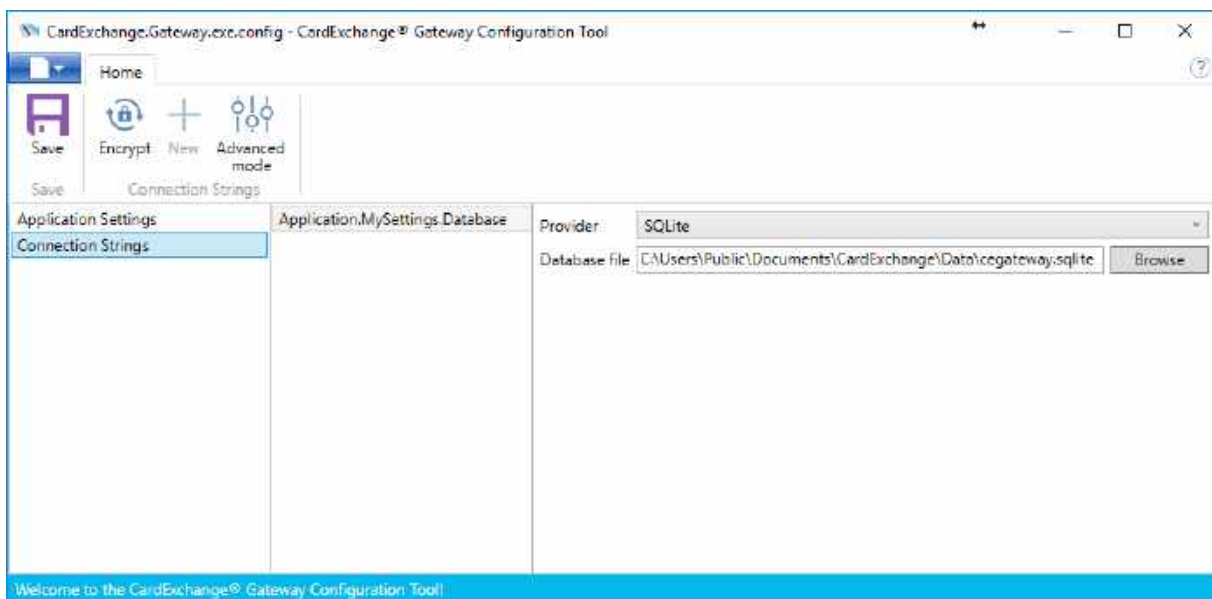 CardExchange.Gateway.exe.config - CardExchange® Gateway Configuration Tool
Home
Save
Encrypt
New
Advanced
mode
Save
Connection Strings
Application Settings
Connection Strings
Application.MySettings.Database
Provider
SQLite
Database file
C:\Users\Public\Documents\CardExchange\Data\cegateway.sqlite
Browse
Welcome to the CardExchange® Gateway Configuration Tool!